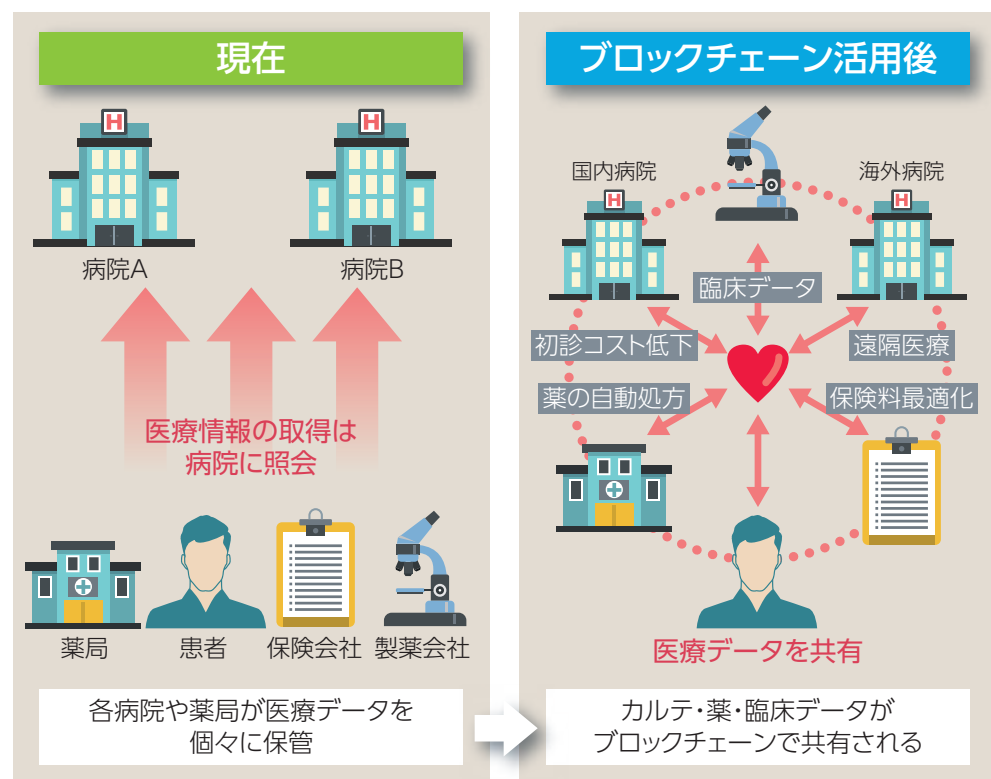 現在
H
H
病院A
病院B
医療情報の取得は
病院に照会
薬局
患者
保険会社
製薬会社
各病院や薬局が医療データを
個々に保管
ブロックチェーン活用後
国内病院
海外病院
H
H
臨床データ
初診コスト低下
遠隔医療
薬の自動処方
保険料最適化
医療データを共有
カルテ・薬・臨床データが
ブロックチェーンで共有される